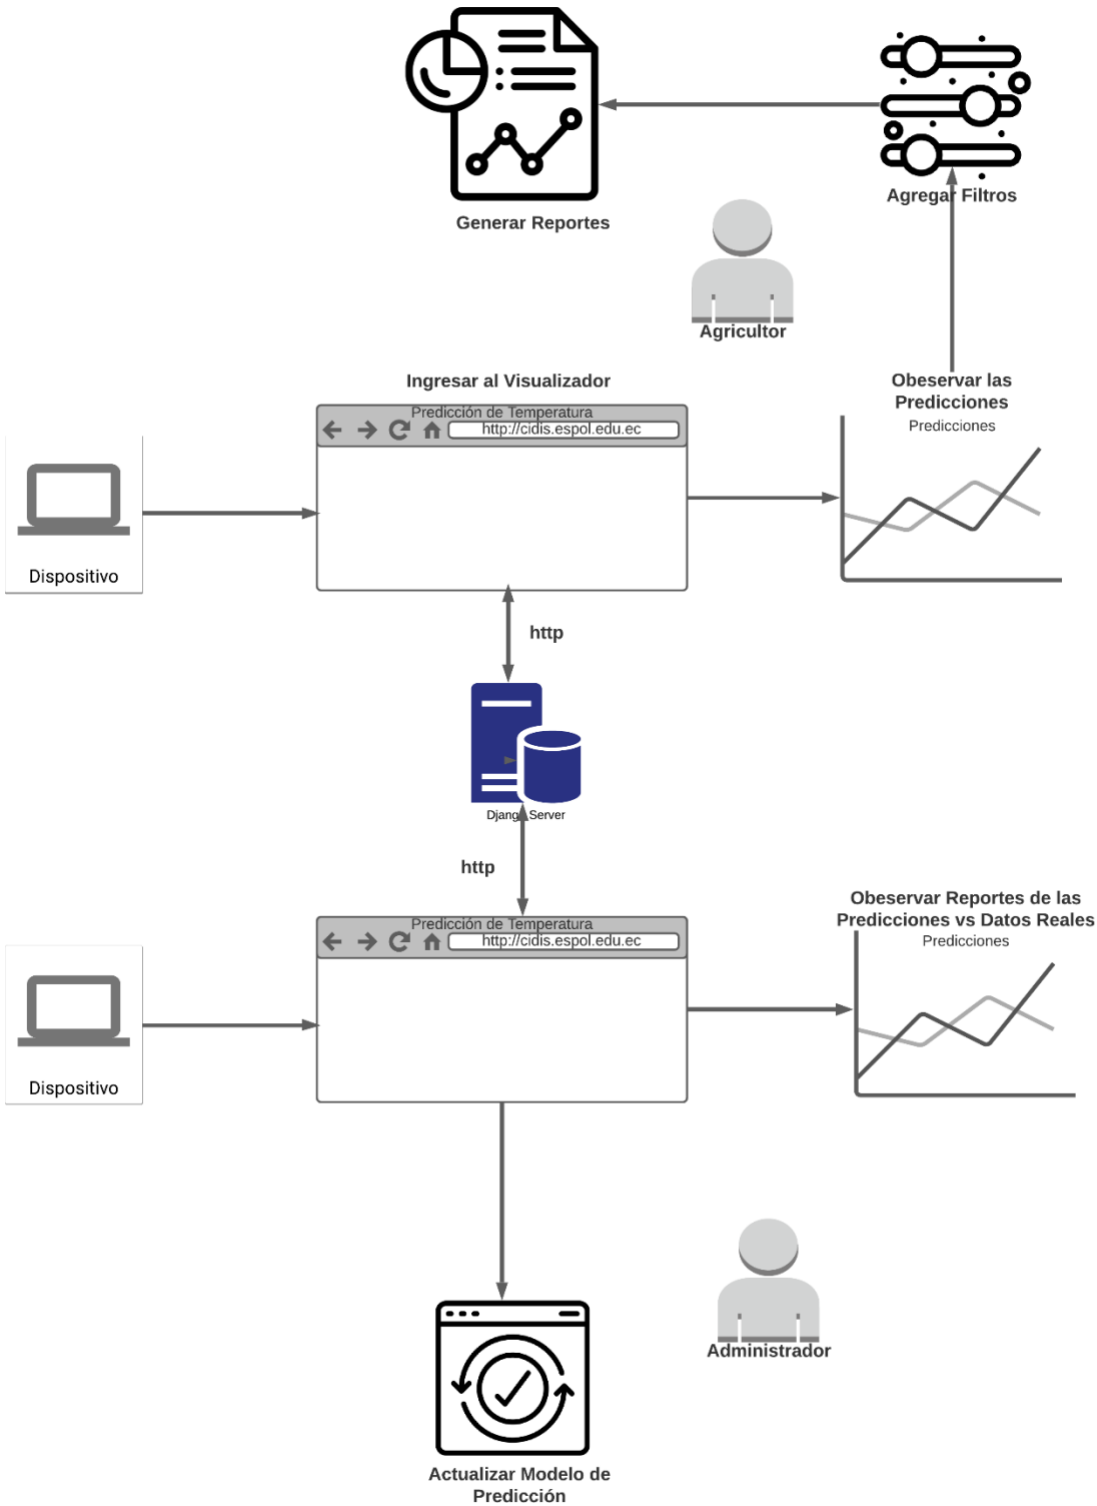 Generar Reportes
Agregar Filtros
Agricultor
Ingresar al Visualizador
Predicción de Temperatura
http://cidis.espol.edu.ec
Obeservar las
Predicciones
Predicciones
Dispositivo
http
Django Server
http
Predicción de Temperatura
http://cidis.espol.edu.ec
Obeservar Reportes de las
Predicciones vs Datos Reales
Predicciones
Dispositivo
Administrador
Actualizar Modelo de
Predicción